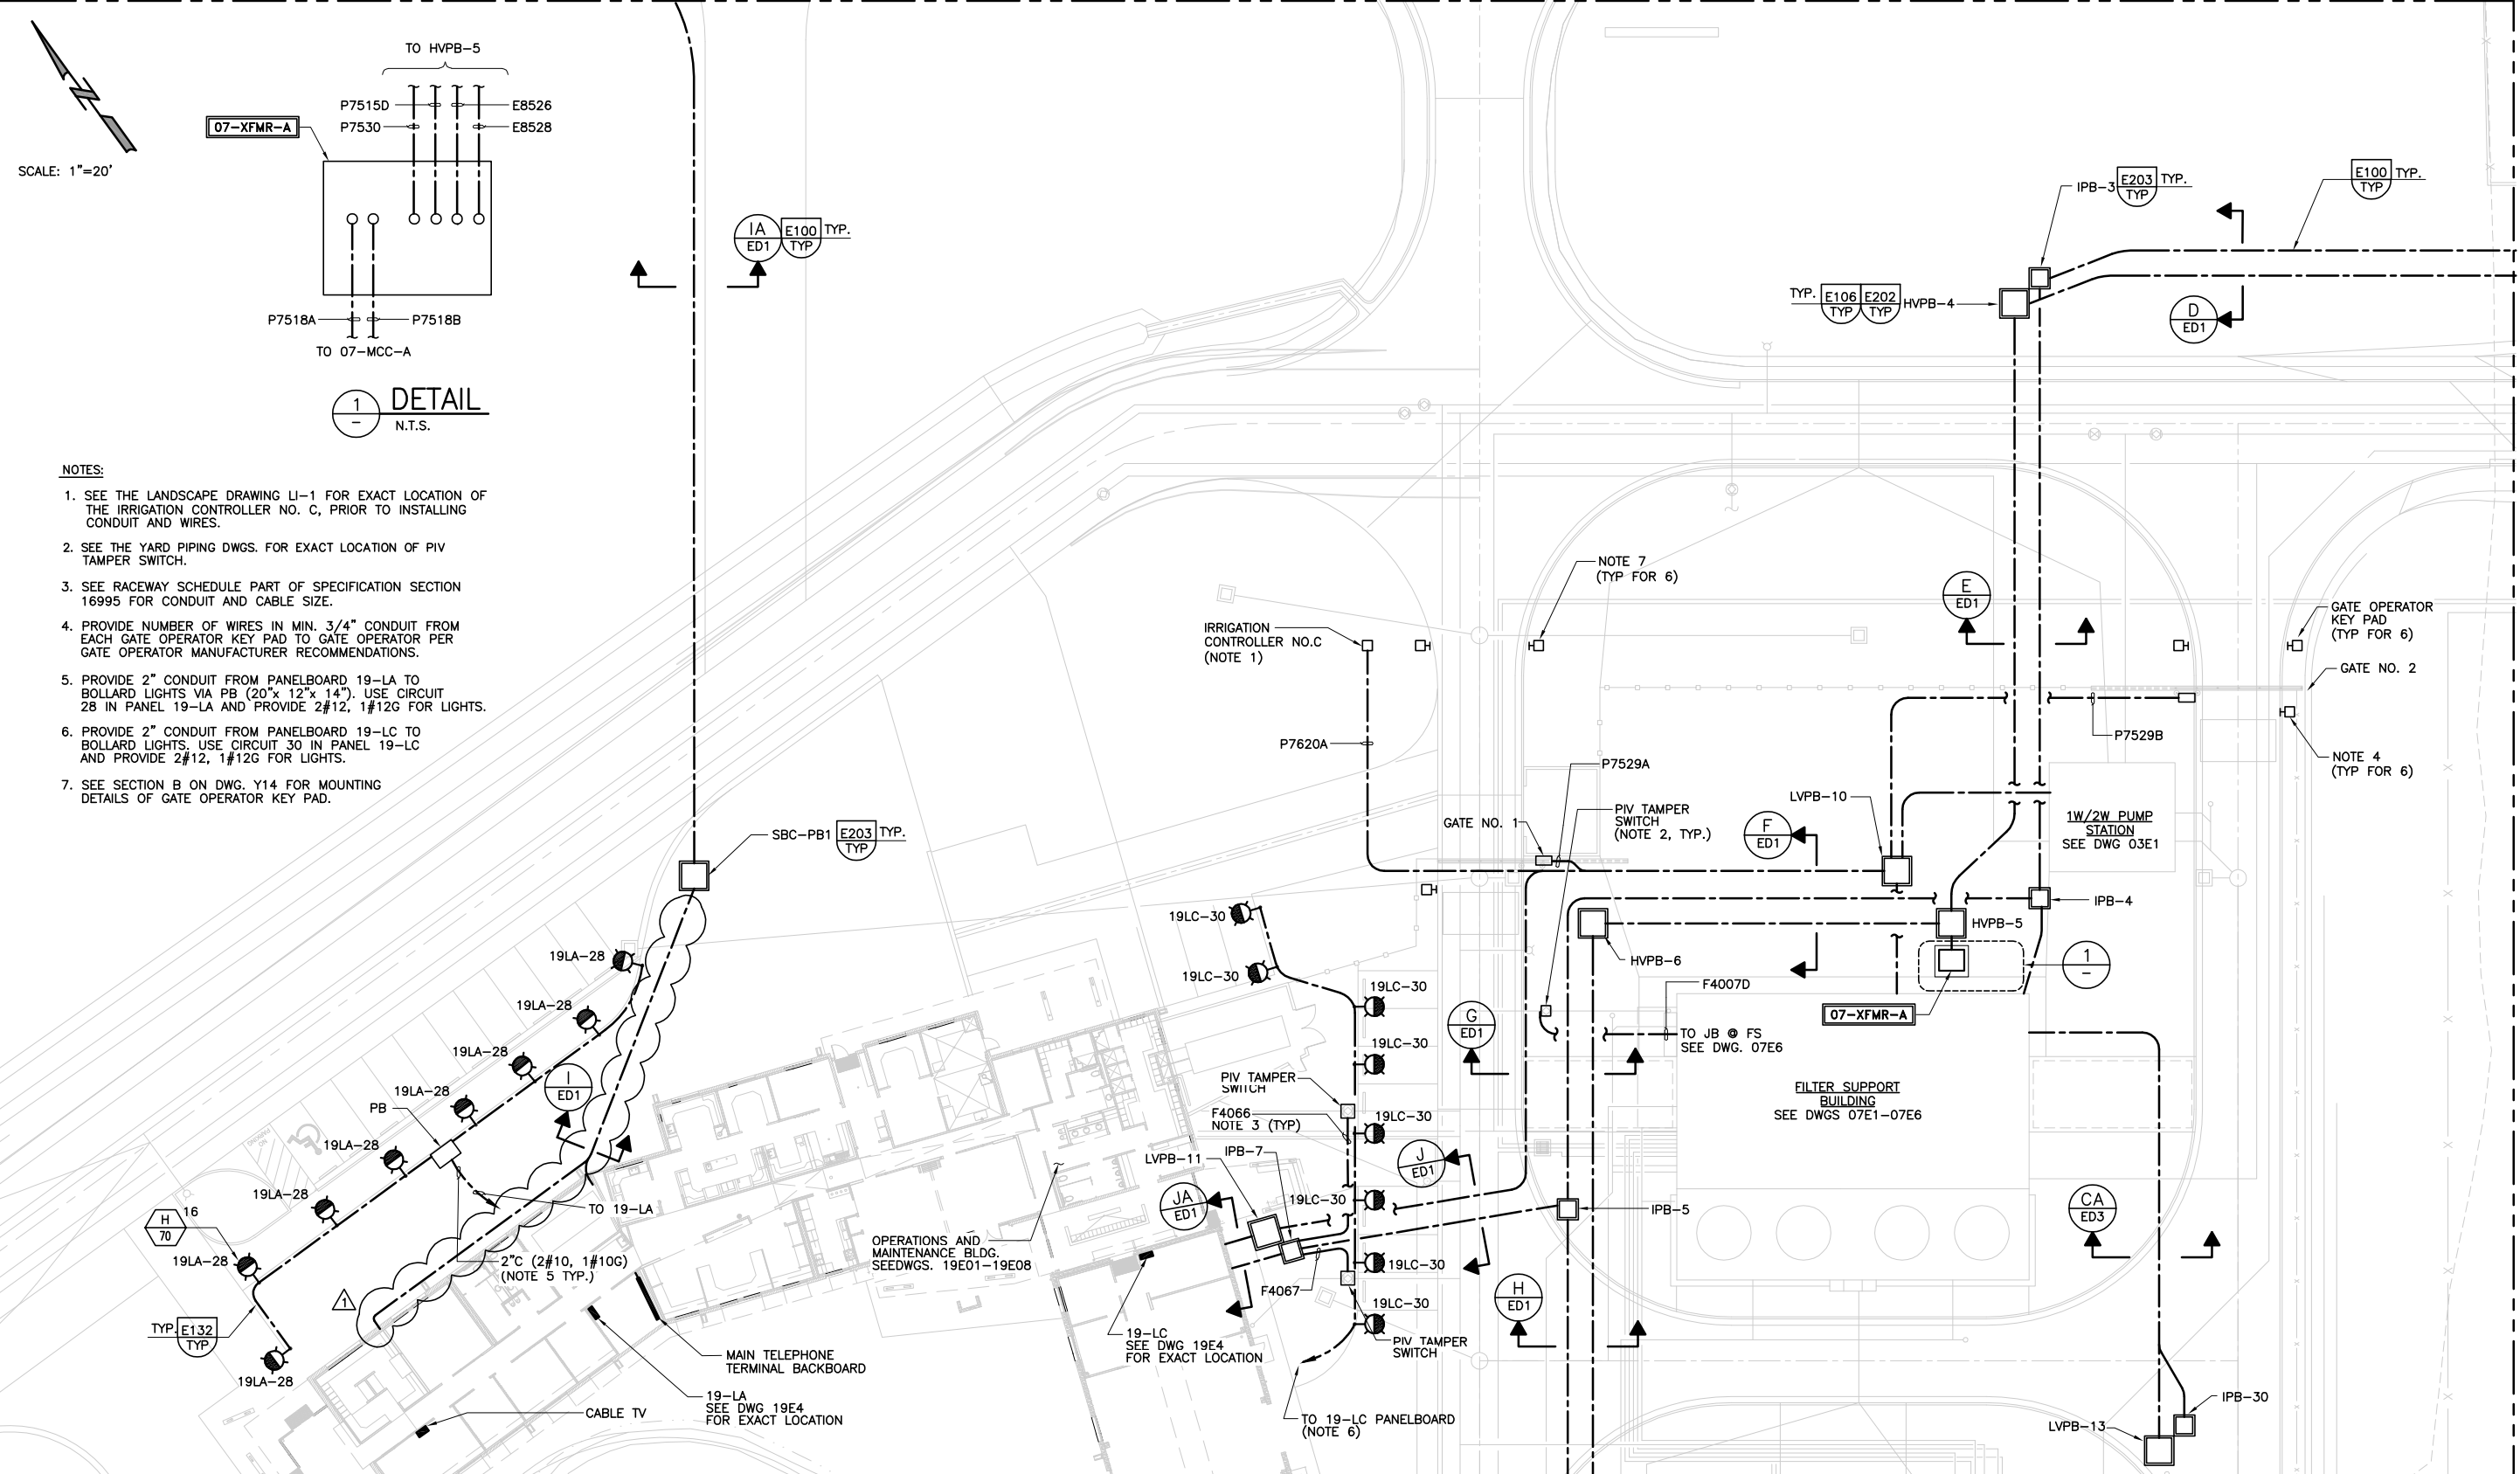 TO HVPB-5
P7515D
E8526
P7530
E8528
07-XFMR-A
SCALE: 1"=20'
P7518A
P7518B
TO 07-MCC-A
1
-
DETAIL
N.T.S.
NOTES:
1. SEE THE LANDSCAPE DRAWING LI-1 FOR EXACT LOCATION OF
THE IRRIGATION CONTROLLER NO. C, PRIOR TO INSTALLING
CONDUIT AND WIRES.
2. SEE THE YARD PIPING DWGS. FOR EXACT LOCATION OF PIV
TAMPER SWITCH.
3. SEE RACEWAY SCHEDULE PART OF SPECIFICATION SECTION
16995 FOR CONDUIT AND CABLE SIZE.
4. PROVIDE NUMBER OF WIRES IN MIN. 3/4" CONDUIT FROM
EACH GATE OPERATOR KEY PAD TO GATE OPERATOR PER
GATE OPERATOR MANUFACTURER RECOMMENDATIONS.
5. PROVIDE 2" CONDUIT FROM PANELBOARD 19-LA TO
BOLLARD LIGHTS VIA PB (20"x 12"x 14"). USE CIRCUIT
28 IN PANEL 19-LA AND PROVIDE 2#12, 1#12G FOR LIGHTS.
6. PROVIDE 2" CONDUIT FROM PANELBOARD 19-LC TO
BOLLARD LIGHTS. USE CIRCUIT 30 IN PANEL 19-LC
AND PROVIDE 2#12, 1#12G FOR LIGHTS.
7. SEE SECTION B ON DWG. Y14 FOR MOUNTING
DETAILS OF GATE OPERATOR KEY PAD.
IA
ED1
E100 TYP.
TYP
IPB-3 E203 TYP.
TYP
E100 TYP.
TYP
TYP. E106 E202 HVPB-4
TYP TYP
D
ED1
NOTE 7
(TYP FOR 6)
E
ED1
GATE OPERATOR
KEY PAD
(TYP FOR 6)
GATE NO. 2
IRRIGATION
CONTROLLER NO.C
(NOTE 1)
P7620A
P7529B
NOTE 4
(TYP FOR 6)
P7529A
LVPB-10
PIV TAMPER
SWITCH
(NOTE 2, TYP.)
GATE NO. 1
F
ED1
1W/2W PUMP
STATION
SEE DWG 03E1
SBC-PB1 E203 TYP.
TYP
IPB-4
19LC-30
HVPB-5
19LA-28
HVPB-6
1
-
19LC-30
F4007D
19LC-30
07-XFMR-A
19LA-28
G
ED1
TO JB @ FS
SEE DWG. 07E6
19LC-30
19LA-28
I
ED1
PIV TAMPER
SWITCH
19LA-28
PB
F4066
NOTE 3 (TYP)
19LC-30
FILTER SUPPORT
BUILDING
SEE DWGS 07E1-07E6
19LA-28
LVPB-11
IPB-7
J
ED1
19LA-28
TO 19-LA
JA
ED1
19LC-30
IPB-5
CA
ED3
H
70
16
19LA-28
2"C (2#10, 1#10G)
(NOTE 5 TYP.)
OPERATIONS AND
MAINTENANCE BLDG.
SEEDWGS. 19E01-19E08
19LC-30
F4067
H
ED1
1
19LC-30
TYP. E132
TYP
19-LC
SEE DWG 19E4
FOR EXACT LOCATION
PIV TAMPER
SWITCH
MAIN TELEPHONE
TERMINAL BACKBOARD
19LA-28
19-LA
SEE DWG 19E4
FOR EXACT LOCATION
CABLE TV
TO 19-LC PANELBOARD
(NOTE 6)
IPB-30
LVPB-13